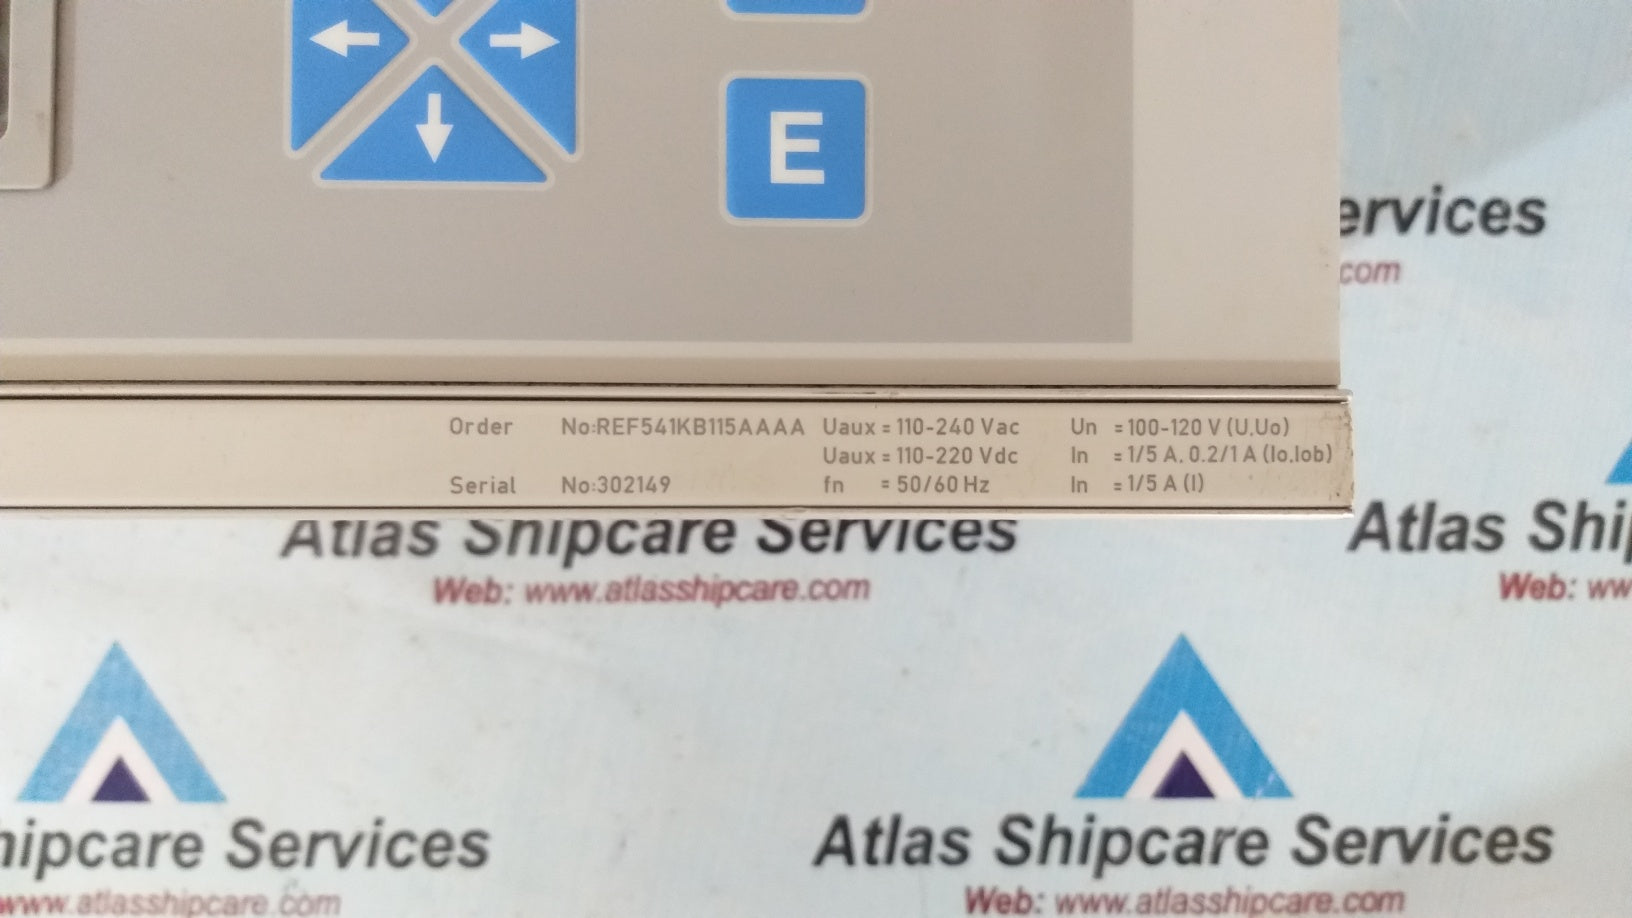 E
ervices
com
Order No:REF541KB115AAAA Uaux = 110-240 Vac Un = 100-120 V (U,Uo)
Uaux = 110-220 Vdc In = 1/5 A, 0.2/1 A (Io,Iob)
Serial No:302149 fn = 50/60 Hz In = 1/5 A (I)
Atlas Shipcare Services
Atlas Ship
Web: www.atlasshipcare.com
Web: ww
hipcare Services
Atlas Shipcare Services
www.atlasshipcare.com
Web: www.atlasshipcare.com